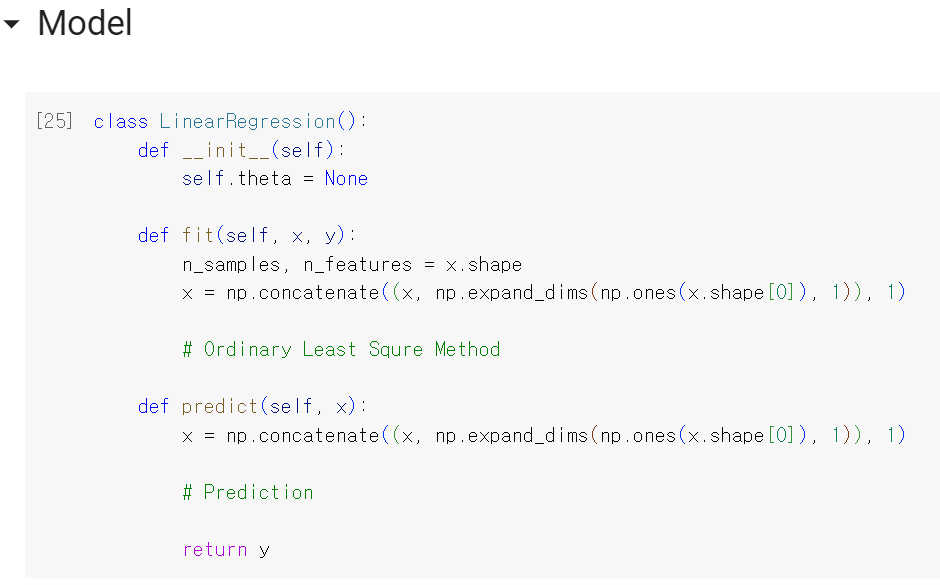 Model
[25] class LinearRegression():
    def __init__(self):
        self.theta = None
    def fit(self, x, y):
        n_samples, n_features = x.shape
        x = np.concatenate((x, np.expand_dims(np.ones(x.shape[0]), 1)), 1)
        # Ordinary Least Squre Method
    def predict(self, x):
        x = np.concatenate((x, np.expand_dims(np.ones(x.shape[0]), 1)), 1)
        # Prediction
        return y